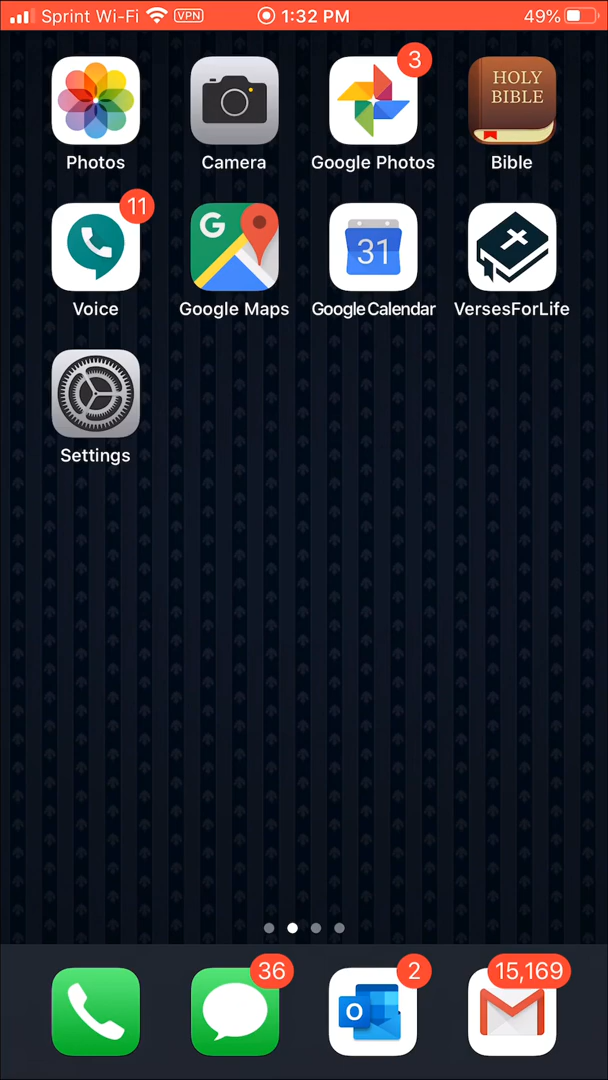 Sprint Wi-Fi VPN 1:32 PM 49%
3
HOLY
BIBLE
Photos Camera Google Photos Bible
11
G
31
Voice Google Maps Google Calendar VersesForLife
Settings
36 2 15,169
O